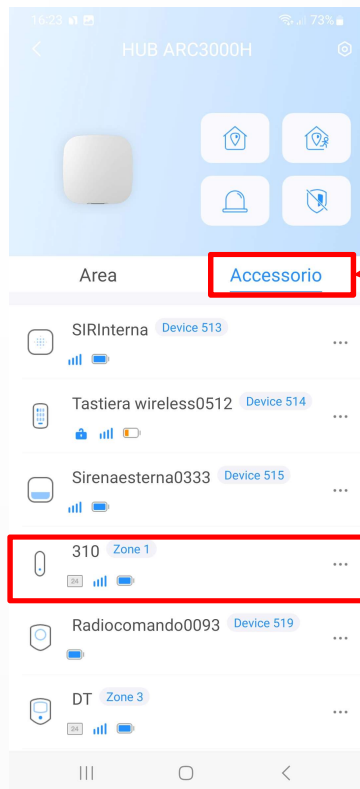 16:23 73%
HUB ARC3000H
Area Accessorio
SIRInterna Device 513
Tastiera wireless0512 Device 514
Sirenaesterna0333 Device 515
310 Zone 1
24
Radiocomando0093 Device 519
DT Zone 3
24